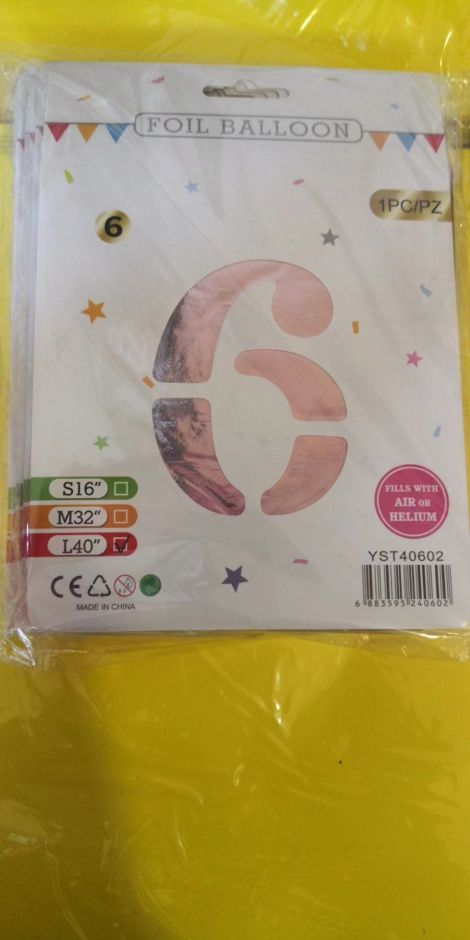 FOIL BALLOON
1PC/PZ
6
6
S16"
M32"
L40"
FILLS WITH
AIR OR
HELIUM
CE
MADE IN CHINA
YST40602
6 883595 240602